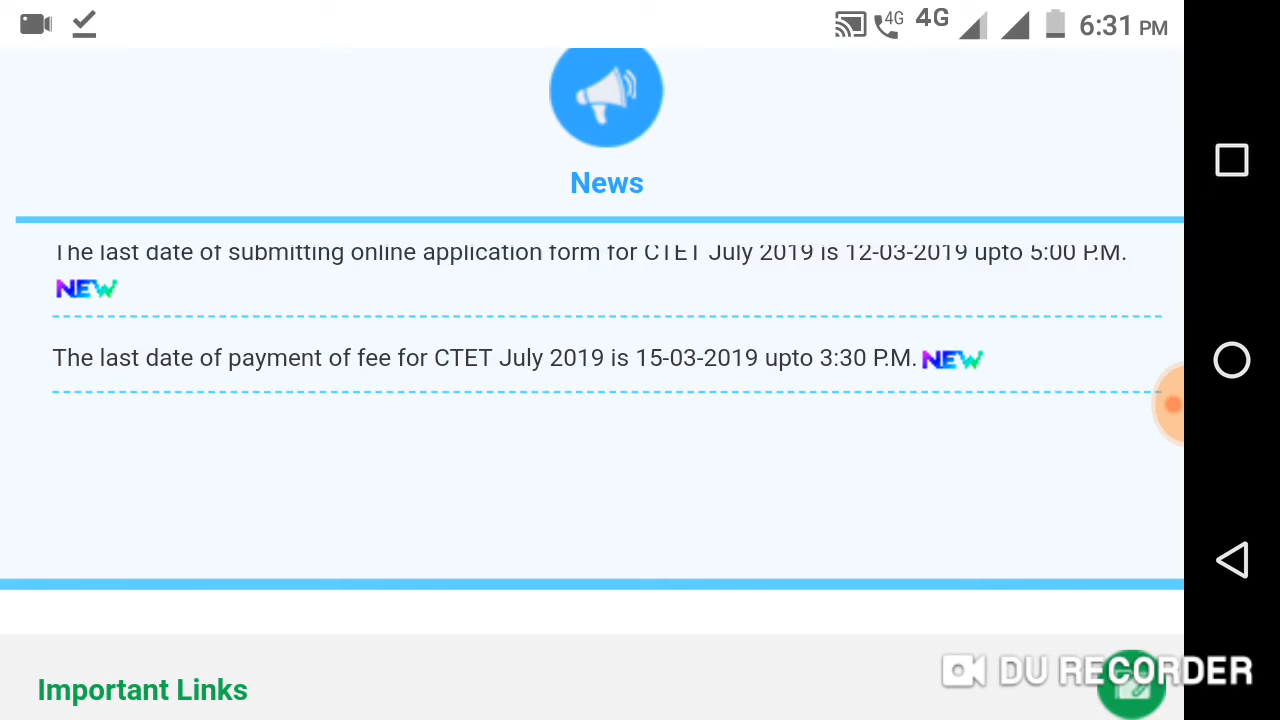 4G 4G 6:31 PM
News
The last date of submitting online application form for CTET July 2019 is 12-03-2019 upto 5:00 P.M.
NEW
The last date of payment of fee for CTET July 2019 is 15-03-2019 upto 3:30 P.M. NEW
DU RECORDER
Important Links